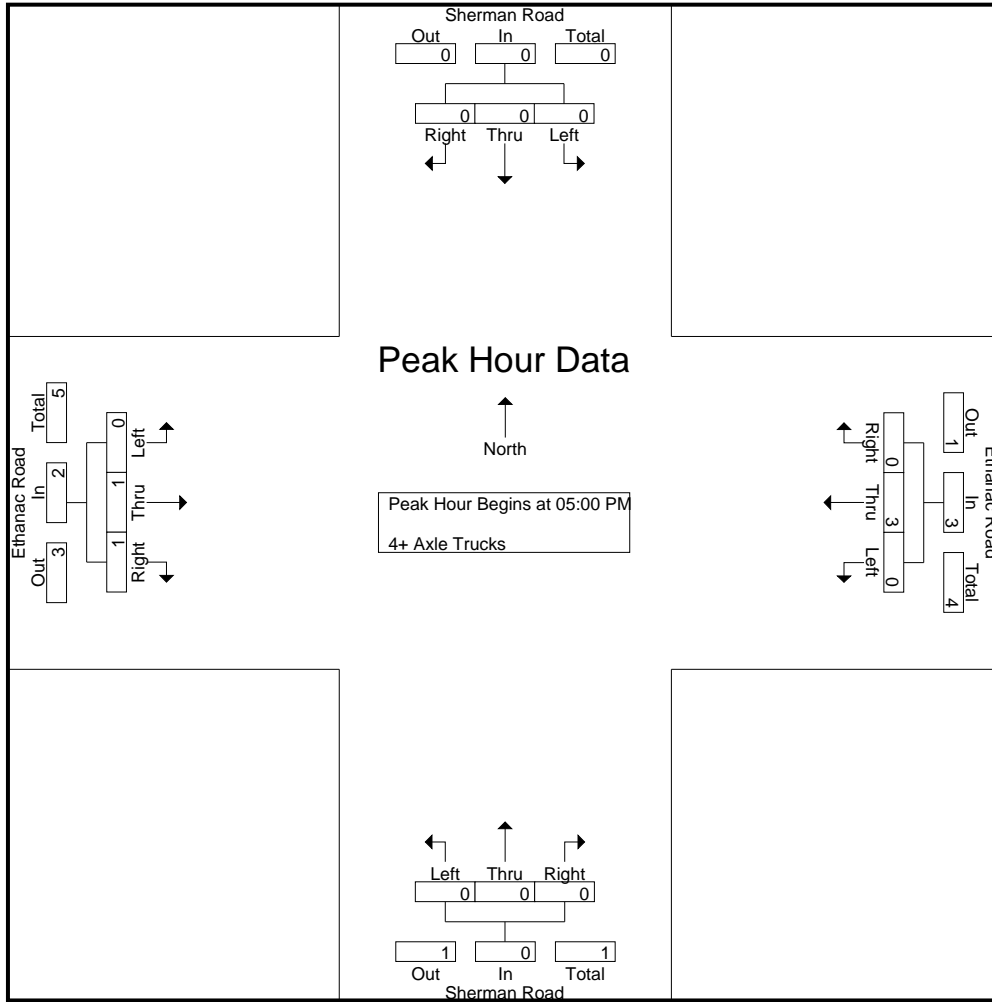 Sherman Road
Out In Total
0 0 0
0 0 0
Right Thru Left
Peak Hour Data
North
Peak Hour Begins at 05:00 PM
4+ Axle Trucks
Ethanac Road
Total In Out
5 2 3
0 1 1
Left Thru Right
Ethanac Road
Out In Total
1 3 4
0 3 0
Right Thru Left
Left Thru Right
0 0 0
1 0 1
Out In Total
Sherman Road